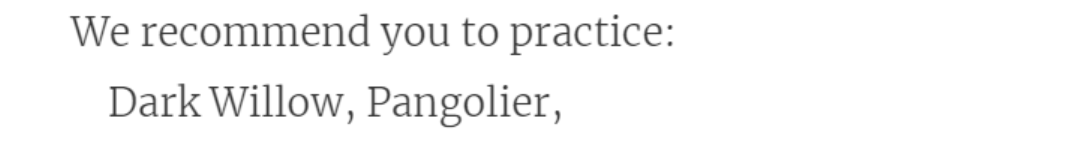 We recommend you to practice:
Dark Willow, Pangolier,